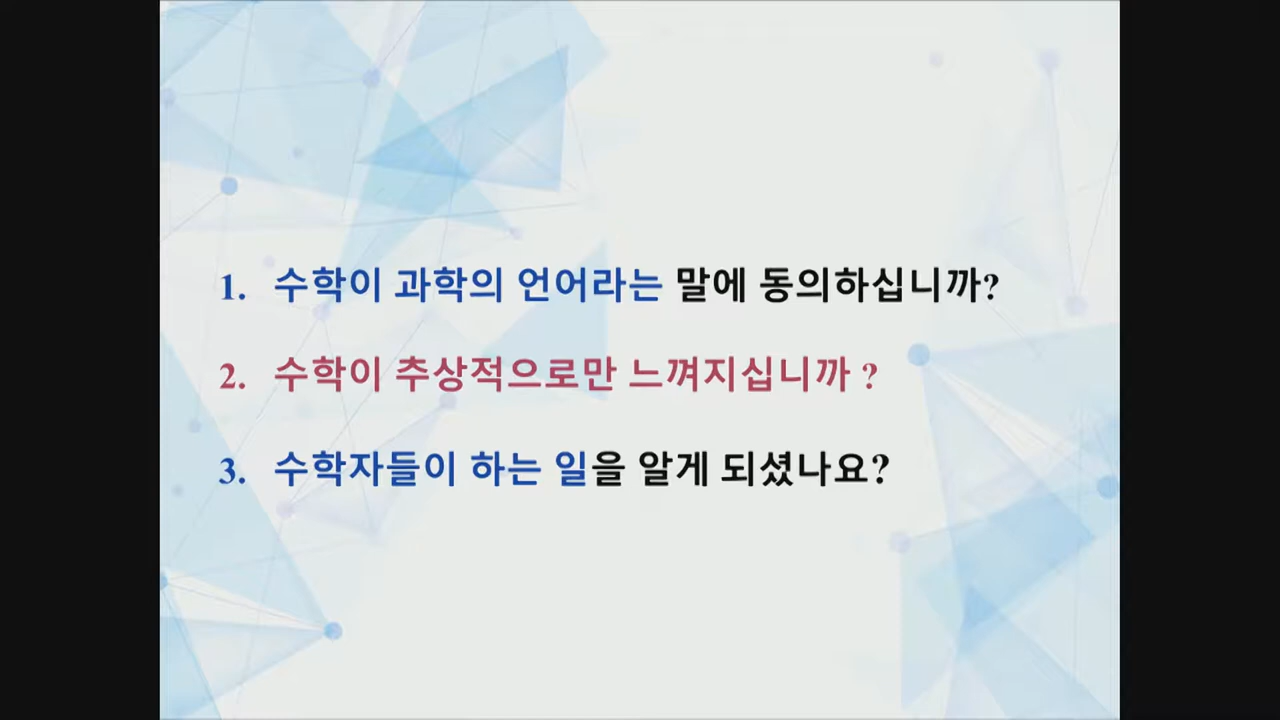 1. 수학이 과학의 언어라는 말에 동의하십니까?
2. 수학이 추상적으로만 느껴지십니까 ?
3. 수학자들이 하는 일을 알게 되셨나요?